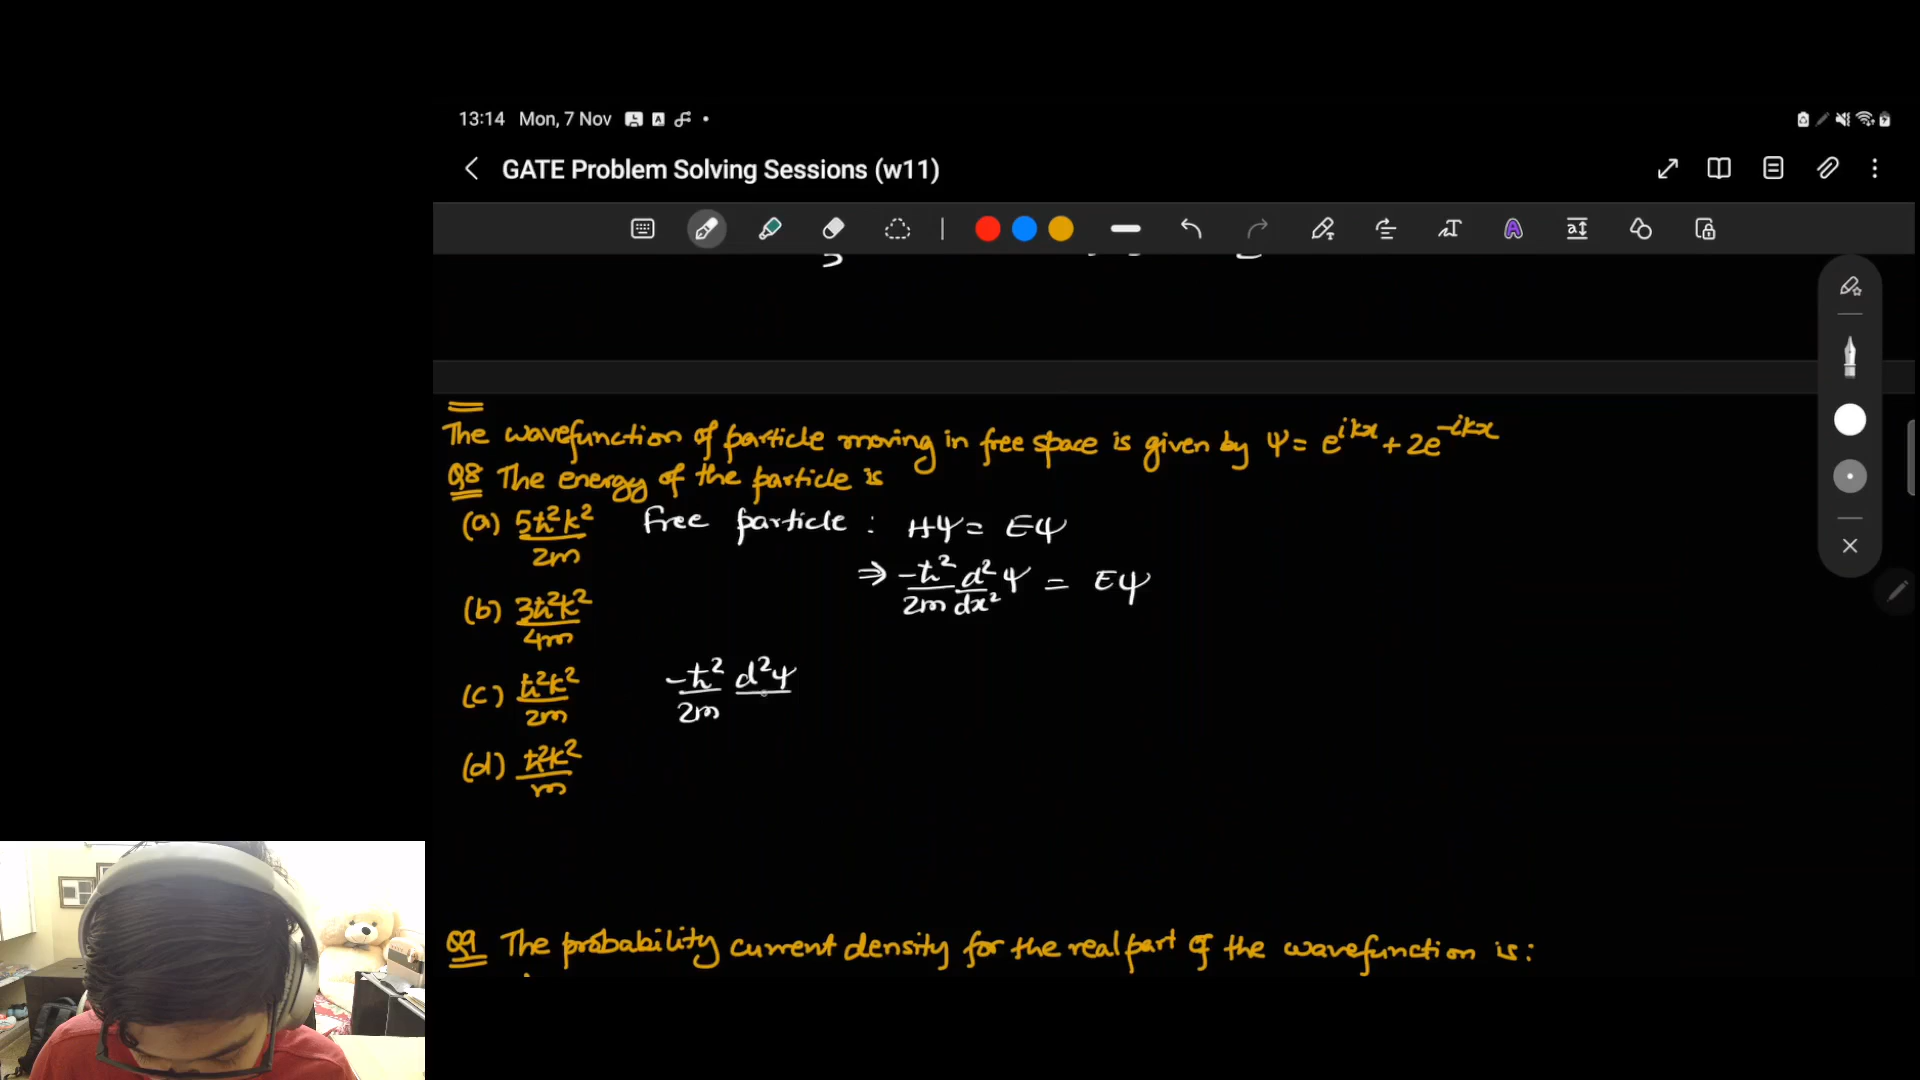 13:14 Mon, 7 Nov
GATE Problem Solving Sessions (w11)
The wavefunction of particle moving in free space is given by Ψ = e^{ikx} + 2e^{-ikx}
Q8 The energy of the particle is
(a) 5ħ²k²/2m
Free particle : HΨ = EΨ
⇒ -ħ²/2m d²/dx² Ψ = EΨ
(b) 3ħ²k²/4m
(c) ħ²k²/2m
-ħ²/2m d²Ψ
(d) ħ²k²/m
Q9 The probability current density for the real part of the wavefunction is: